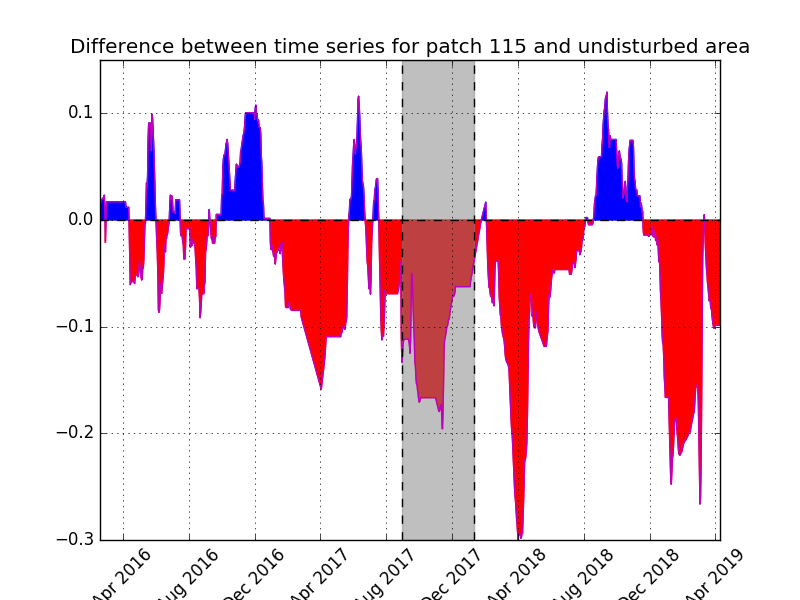 Difference between time series for patch 115 and undisturbed area
0.1
0.0
−0.1
−0.2
−0.3
Apr 2016
Aug 2016
Dec 2016
Apr 2017
Aug 2017
Dec 2017
Apr 2018
Aug 2018
Dec 2018
Apr 2019